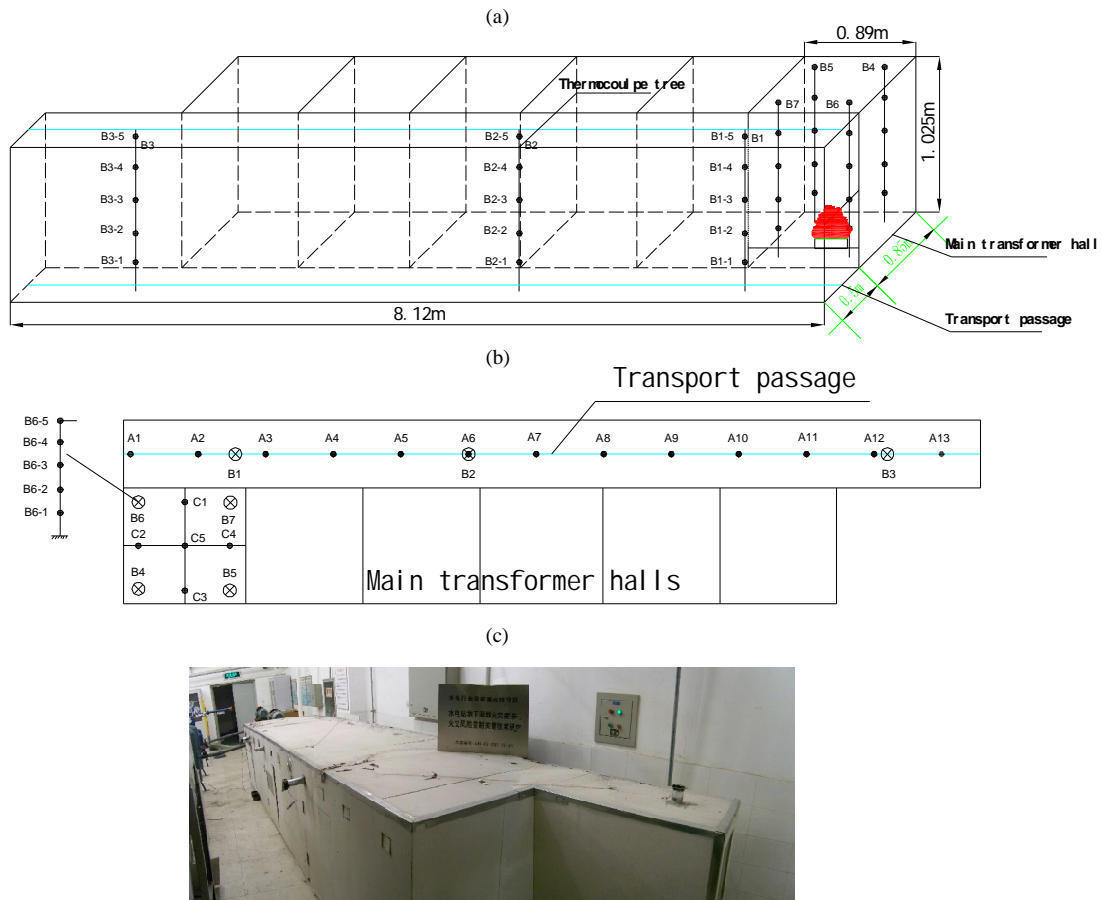 (a)
0.89m
B5 B4
Thermocoulpe tree
B7 B6
B3-5 B3 B2-5 B2 B1-5 B1
B3-4 B2-4 B1-4
1.025m
B3-3 B2-3 B1-3
B3-2 B2-2 B1-2
Main transformer hall
0.85m
B3-1 B2-1 B1-1
8.12m
Transport passage
(b)
Transport passage
B6-5
B6-4
B6-3
B6-2
B6-1
A1 A2 A3 A4 A5 A6 A7 A8 A9 A10 A11 A12 A13
B1 B2 B3
C1
B6 B7
C2 C5 C4
B4 B5
C3
Main transformer halls
(c)